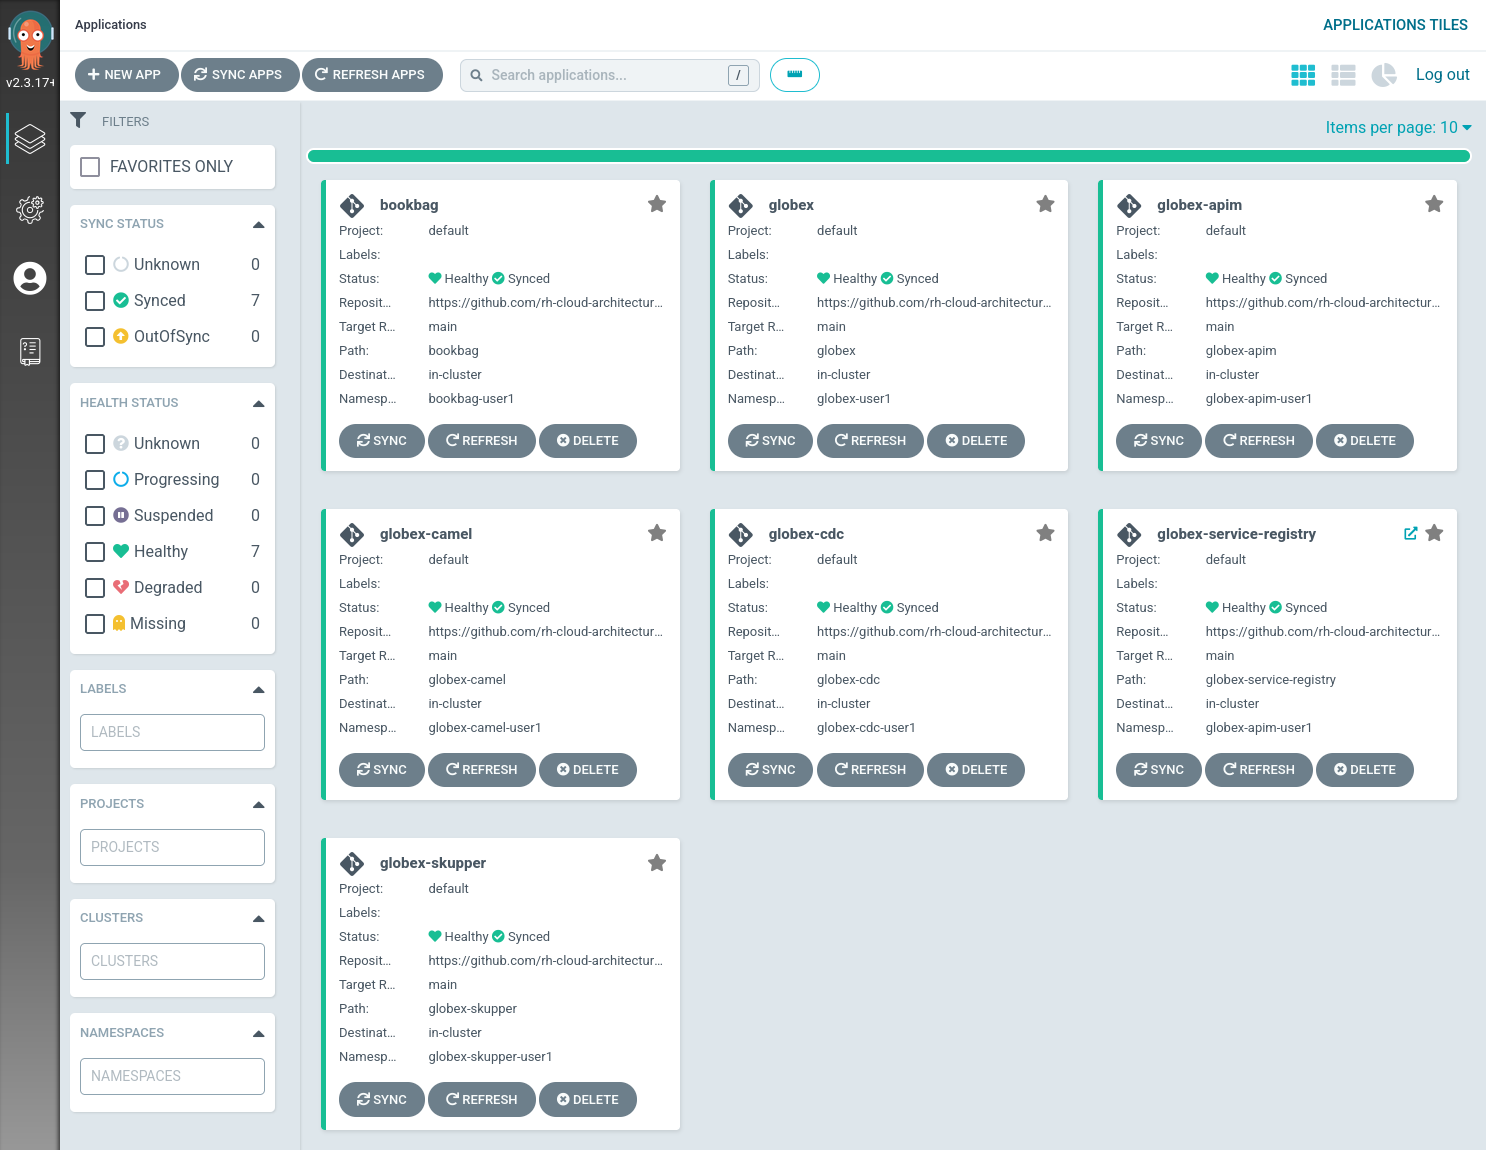 v2.3.17+
Applications
APPLICATIONS TILES
NEW APP
SYNC APPS
REFRESH APPS
Search applications...
/
Log out
FILTERS
FAVORITES ONLY
SYNC STATUS
Unknown 0
Synced 7
OutOfSync 0
HEALTH STATUS
Unknown 0
Progressing 0
Suspended 0
Healthy 7
Degraded 0
Missing 0
LABELS
LABELS
PROJECTS
PROJECTS
CLUSTERS
CLUSTERS
NAMESPACES
NAMESPACES
Items per page: 10
bookbag
Project: default
Labels:
Status: Healthy Synced
Reposit... https://github.com/rh-cloud-architectur...
Target R... main
Path: bookbag
Destinat... in-cluster
Namesp... bookbag-user1
SYNC REFRESH DELETE
globex
Project: default
Labels:
Status: Healthy Synced
Reposit... https://github.com/rh-cloud-architectur...
Target R... main
Path: globex
Destinat... in-cluster
Namesp... globex-user1
SYNC REFRESH DELETE
globex-apim
Project: default
Labels:
Status: Healthy Synced
Reposit... https://github.com/rh-cloud-architectur...
Target R... main
Path: globex-apim
Destinat... in-cluster
Namesp... globex-apim-user1
SYNC REFRESH DELETE
globex-camel
Project: default
Labels:
Status: Healthy Synced
Reposit... https://github.com/rh-cloud-architectur...
Target R... main
Path: globex-camel
Destinat... in-cluster
Namesp... globex-camel-user1
SYNC REFRESH DELETE
globex-cdc
Project: default
Labels:
Status: Healthy Synced
Reposit... https://github.com/rh-cloud-architectur...
Target R... main
Path: globex-cdc
Destinat... in-cluster
Namesp... globex-cdc-user1
SYNC REFRESH DELETE
globex-service-registry
Project: default
Labels:
Status: Healthy Synced
Reposit... https://github.com/rh-cloud-architectur...
Target R... main
Path: globex-service-registry
Destinat... in-cluster
Namesp... globex-apim-user1
SYNC REFRESH DELETE
globex-skupper
Project: default
Labels:
Status: Healthy Synced
Reposit... https://github.com/rh-cloud-architectur...
Target R... main
Path: globex-skupper
Destinat... in-cluster
Namesp... globex-skupper-user1
SYNC REFRESH DELETE